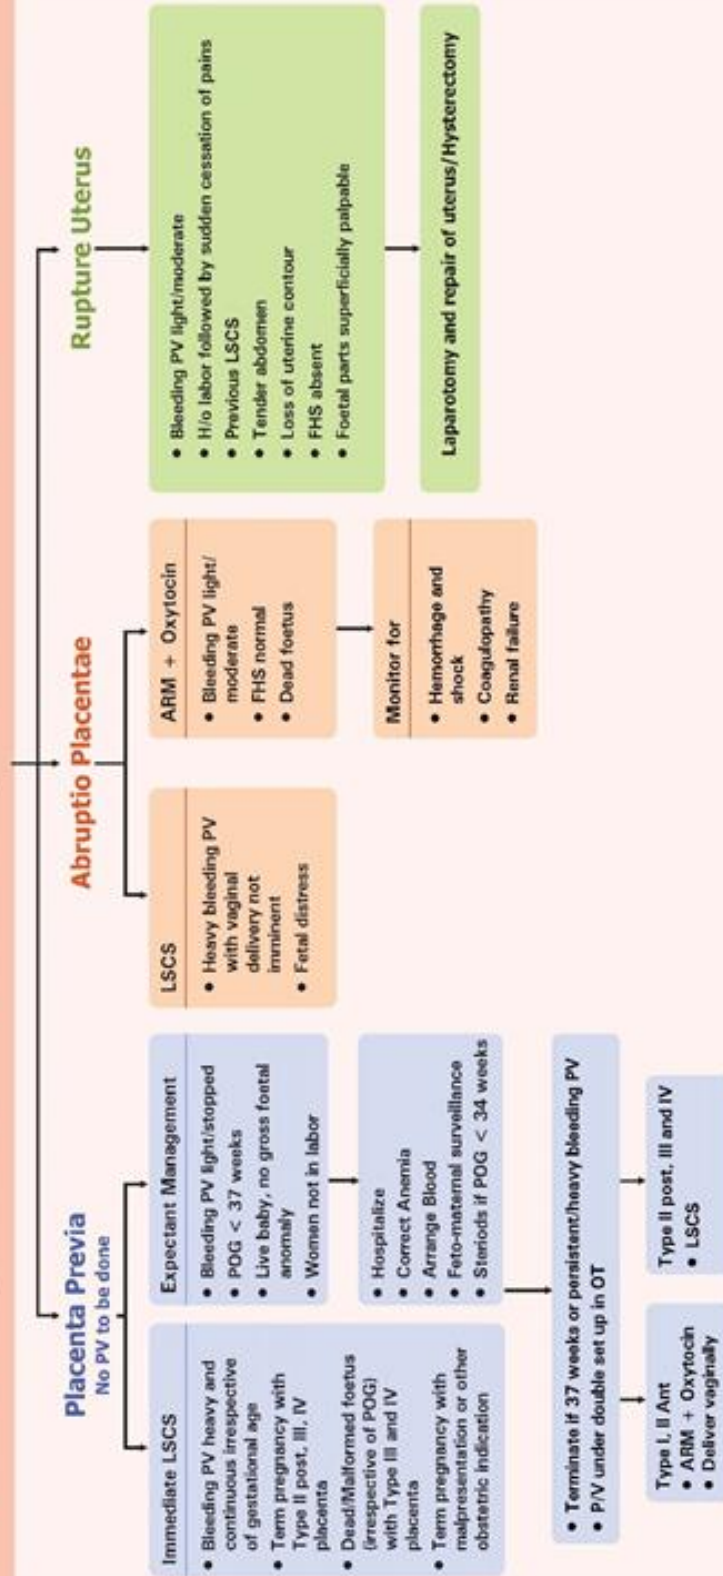 Placenta Previa
No PV to be done
Immediate LSCS
• Bleeding PV heavy and
continuous irrespective
of gestational age
• Term pregnancy with
Type II post, III, IV
placenta
• Dead/Malformed foetus
(irrespective of POG)
with Type III and IV
placenta
• Term pregnancy with
malpresentation or other
obstetric indication
Expectant Management
• Bleeding PV light/stopped
• POG < 37 weeks
• Live baby, no gross foetal
anomaly
• Women not in labor
• Hospitalize
• Correct Anemia
• Arrange Blood
• Feto-maternal surveillance
• Steriods if POG < 34 weeks
• Terminate if 37 weeks or persistent/heavy bleeding PV
• P/V under double set up in OT
Type I, II Ant
• ARM + Oxytocin
• Deliver vaginally
Type II post, III and IV
• LSCS
Abruptio Placentae
LSCS
• Heavy bleeding PV
with vaginal
delivery not
imminent
• Fetal distress
ARM + Oxytocin
• Bleeding PV light/
moderate
• FHS normal
• Dead foetus
Monitor for
• Hemorrhage and
shock
• Coagulopathy
• Renal failure
Rupture Uterus
• Bleeding PV light/moderate
• H/o labor followed by sudden cessation of pains
• Previous LSCS
• Tender abdomen
• Loss of uterine contour
• FHS absent
• Foetal parts superficially palpable
Laparotomy and repair of uterus/Hysterectomy